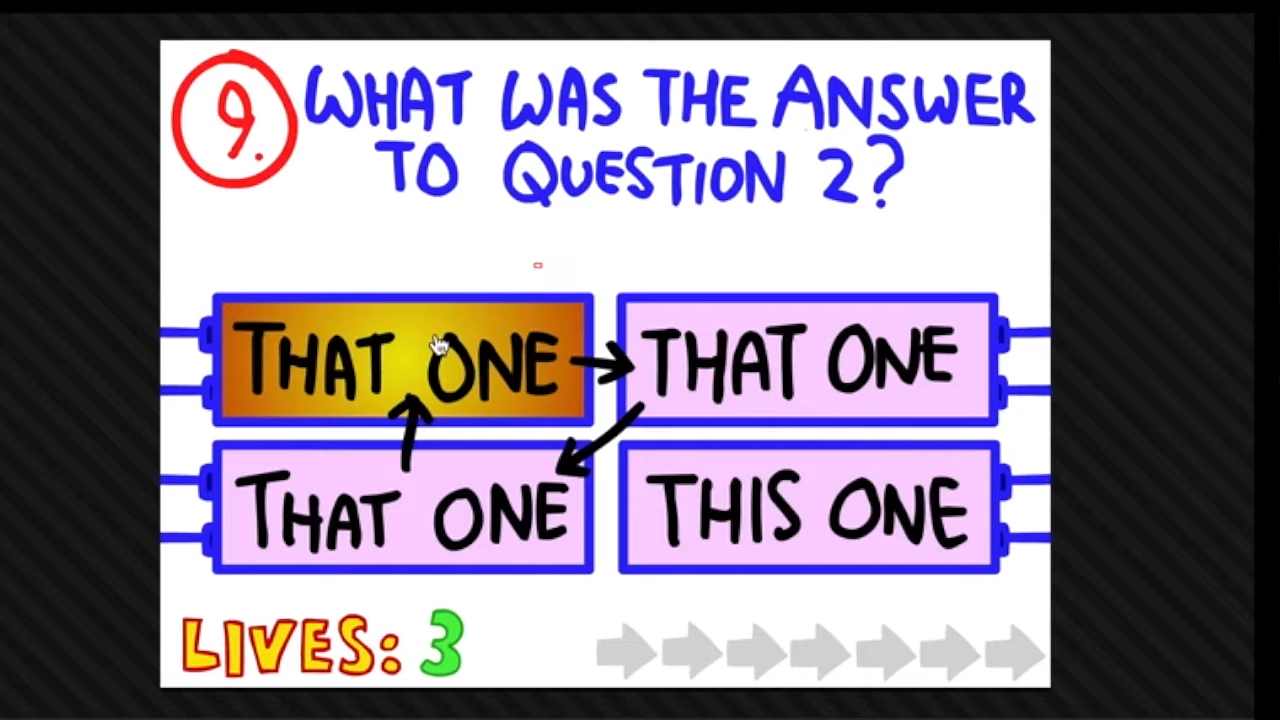 9. WHAT WAS THE ANSWER
TO QUESTION 2?
THAT ONE THAT ONE
THAT ONE THIS ONE
LIVES: 3